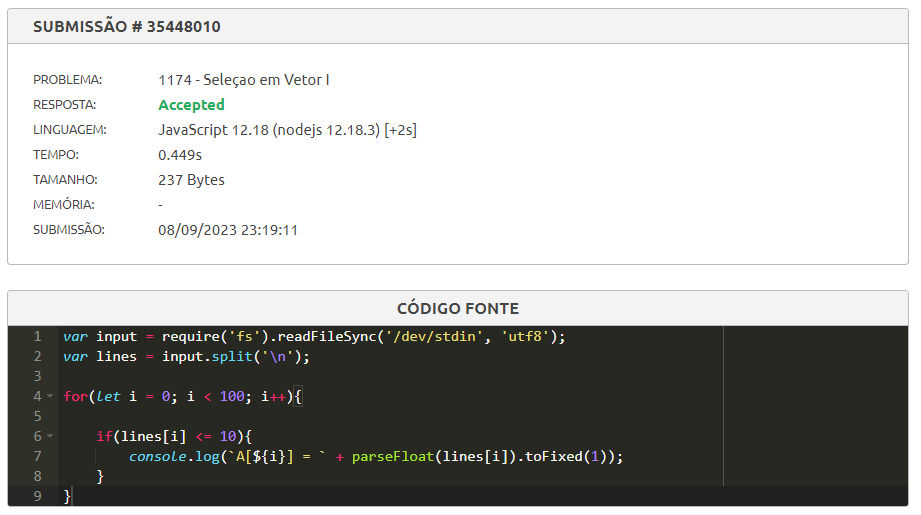 SUBMISSÃO # 35448010
PROBLEMA: 1174 - Seleçao em Vetor I
RESPOSTA: Accepted
LINGUAGEM: JavaScript 12.18 (nodejs 12.18.3) [+2s]
TEMPO: 0.449s
TAMANHO: 237 Bytes
MEMÓRIA: -
SUBMISSÃO: 08/09/2023 23:19:11
CÓDIGO FONTE
1 var input = require('fs').readFileSync('/dev/stdin', 'utf8');
2 var lines = input.split('\n');
3
4 for(let i = 0; i < 100; i++){
5
6     if(lines[i] <= 10){
7         console.log(`A[${i}] = ` + parseFloat(lines[i]).toFixed(1));
8     }
9 }